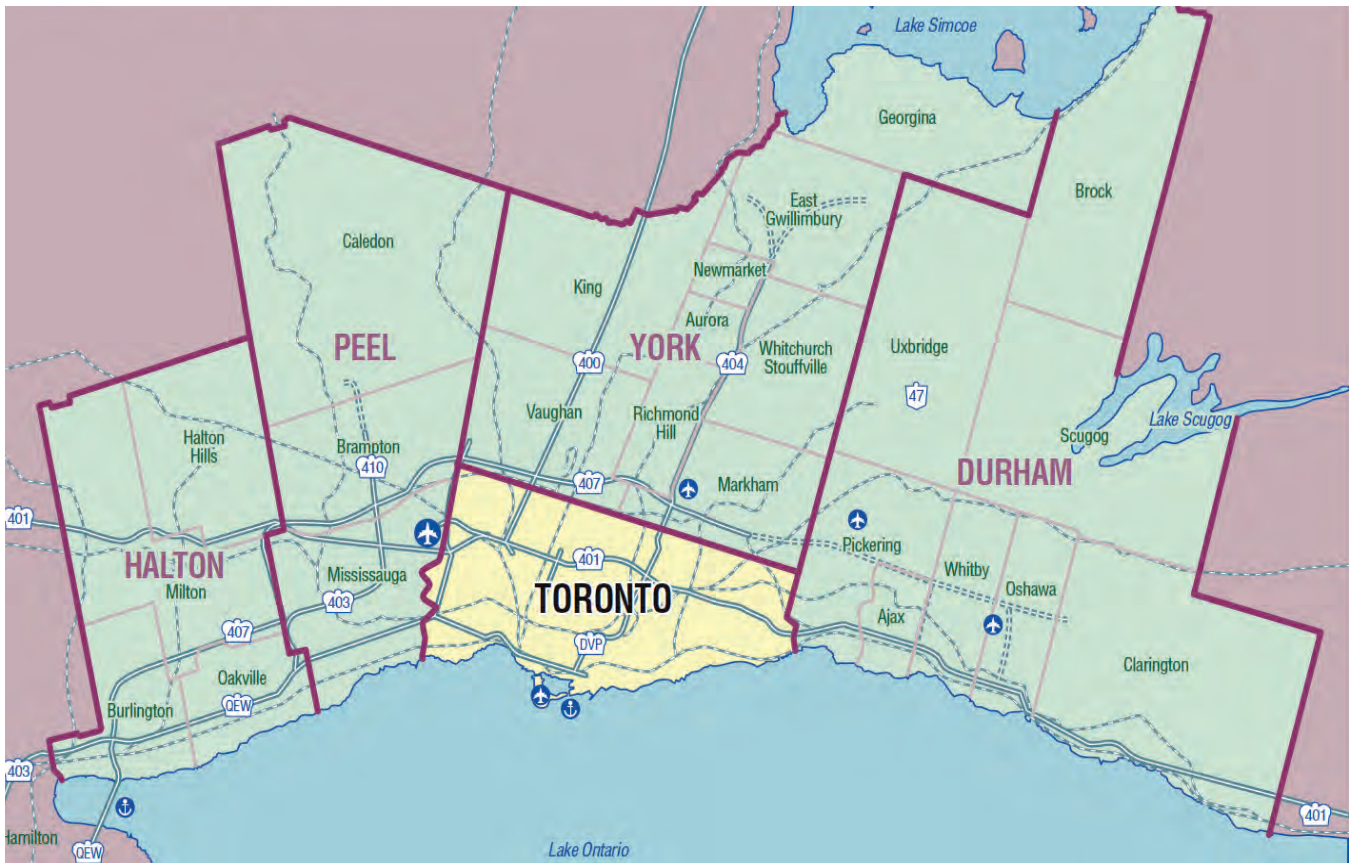 Lake Simcoe
Georgina
Brock
East
Gwillimbury
Caledon
Newmarket
King
Aurora
PEEL
YORK
Whitchurch
Stouffville
Uxbridge
400
404
47
Vaughan
Richmond
Hill
Lake Scugog
Scugog
Halton
Hills
Brampton
410
DURHAM
407
Markham
401
Pickering
401
HALTON
Milton
Mississauga
403
TORONTO
Whitby
Oshawa
Ajax
407
DVP
Clarington
Oakville
QEW
Burlington
403
401
Hamilton
QEW
Lake Ontario